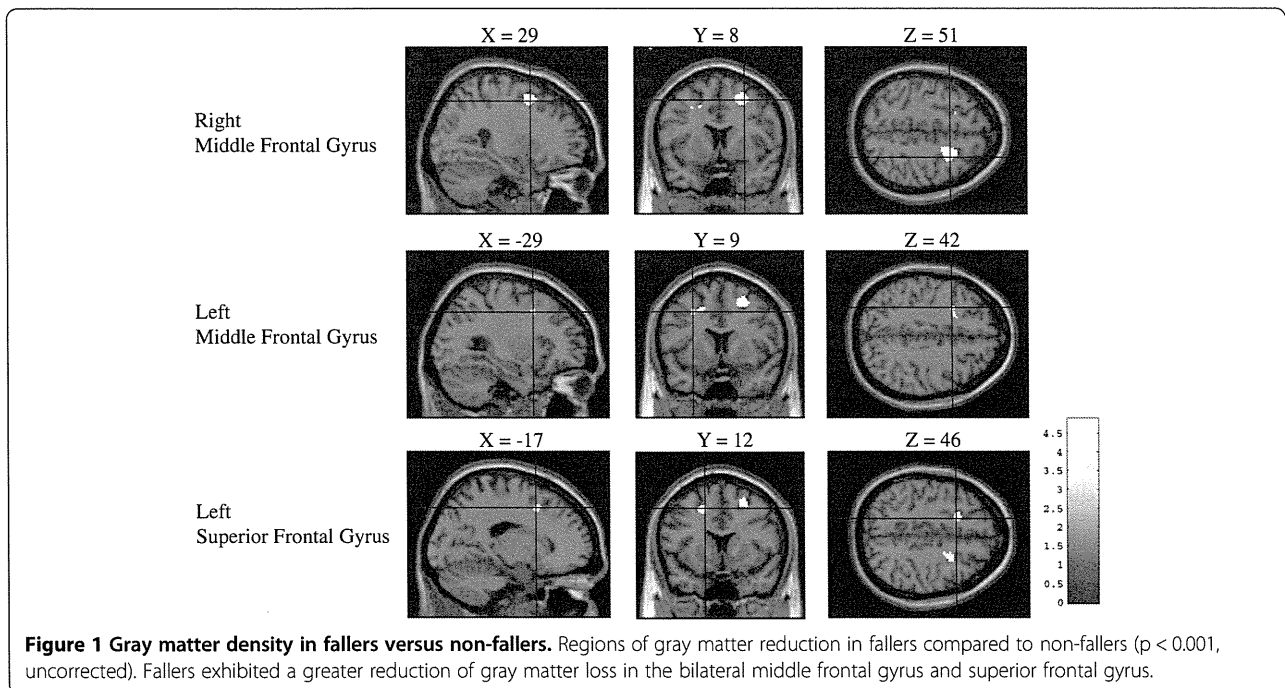 X = 29
Y = 8
Z = 51
Right
Middle Frontal Gyrus
X = -29
Y = 9
Z = 42
Left
Middle Frontal Gyrus
X = -17
Y = 12
Z = 46
Left
Superior Frontal Gyrus
4.5
4
3.5
3
2.5
2
1.5
1
0.5
0
Figure 1 Gray matter density in fallers versus non-fallers. Regions of gray matter reduction in fallers compared to non-fallers (p < 0.001,
uncorrected). Fallers exhibited a greater reduction of gray matter loss in the bilateral middle frontal gyrus and superior frontal gyrus.